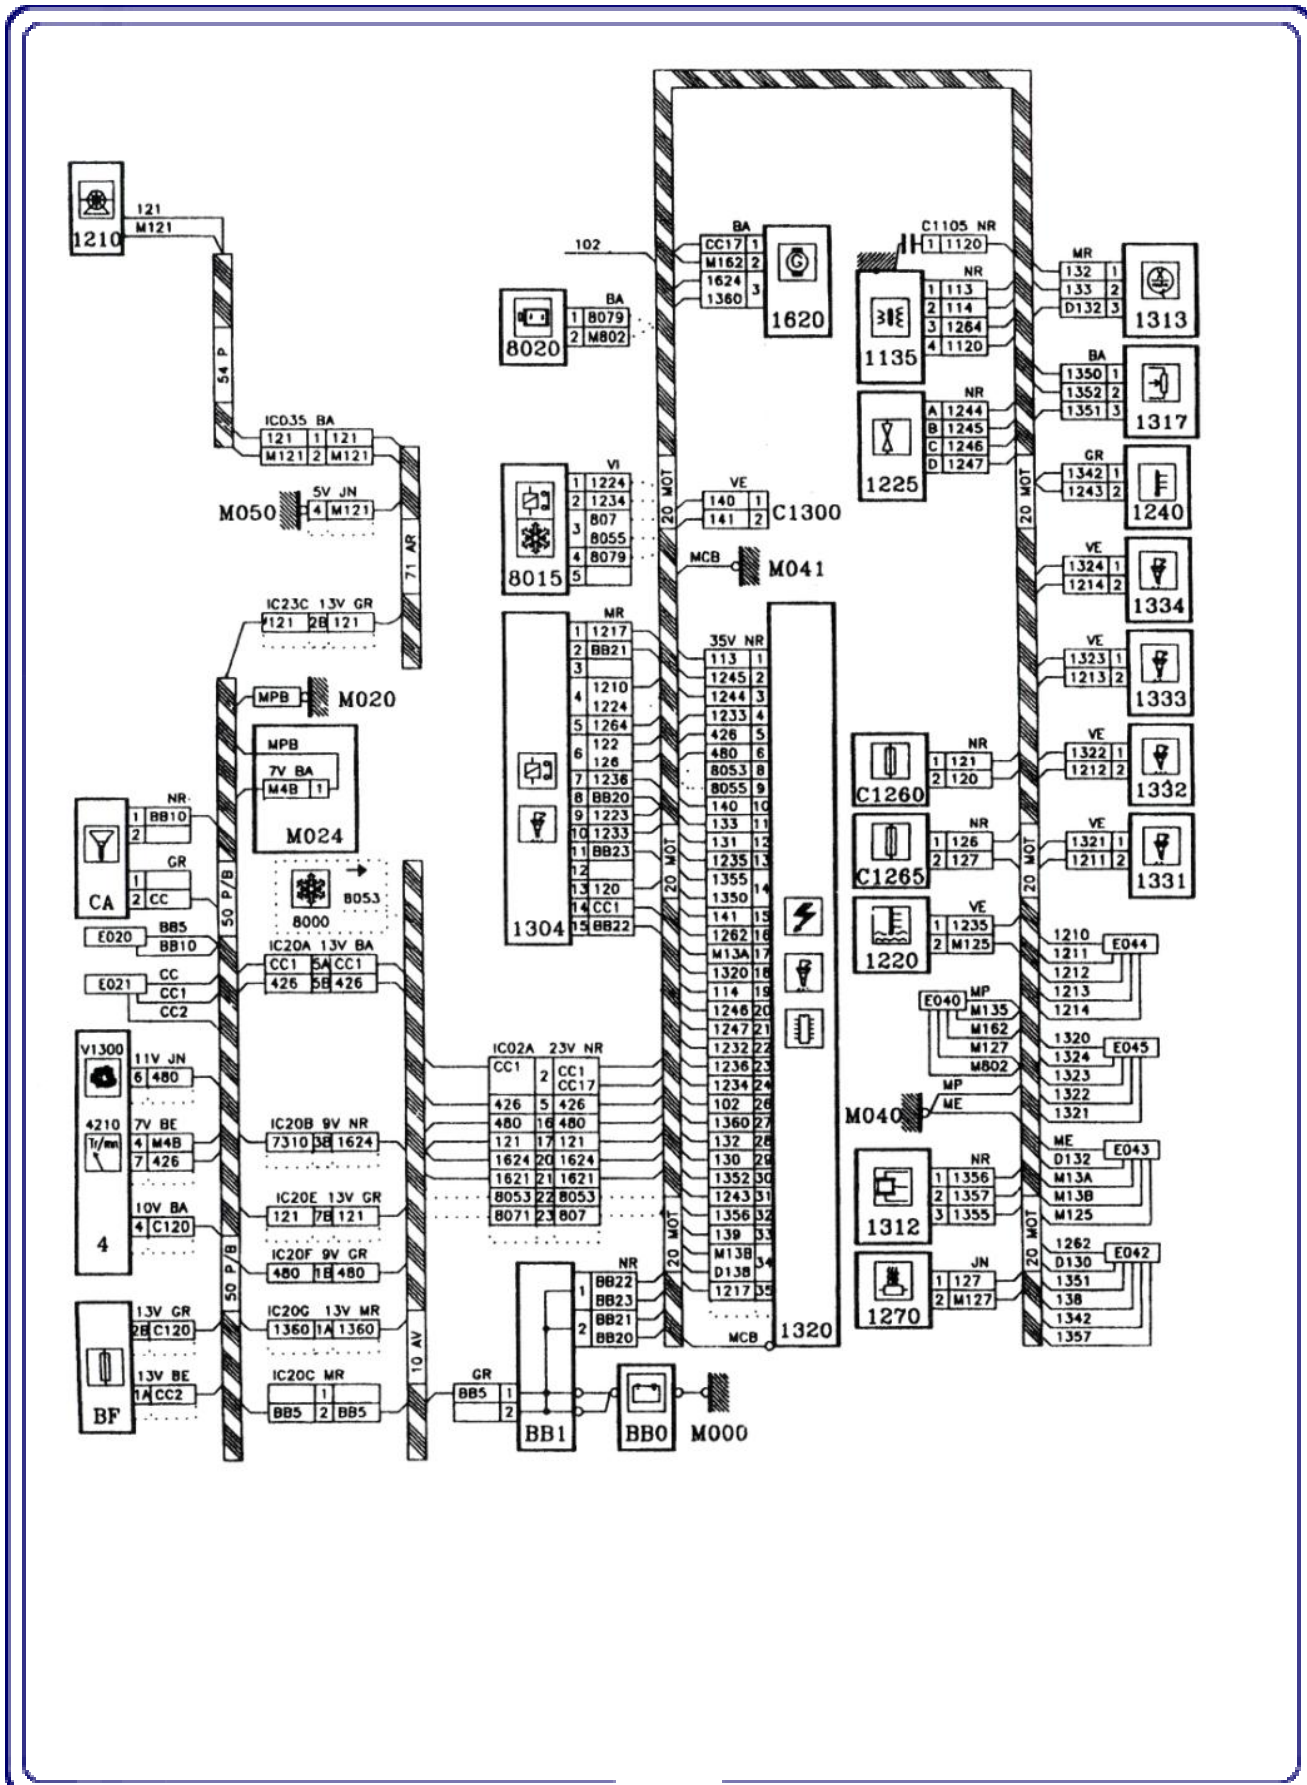 121
M121
1210
54 P
IC035 BA
121 1 121
M121 2 M121
5V JN
M050
4 M121
71 AR
IC23C 13V GR
121 2B 121
MPB
M020
MPB
7V BA
M4B 1
M024
NR
1 BB10
2
GR
1
2 CC
CA
50 P/B
8053
8000
E020
BB5
BB10
E021
CC
CC1
CC2
IC20A 13V BA
CC1 5A CC1
426 5B 426
V1300
11V JN
6 480
4210
Tr/mn
7V BE
4 M4B
7 426
10V BA
4 C120
4
IC20B 9V NR
7310 3B 1624
IC20E 13V GR
121 7B 121
50 P/B
IC20F 9V GR
480 1B 480
13V GR
2B C120
13V BE
1A CC2
BF
IC20G 13V MR
1360 1A 1360
IC20C MR
1
BB5 2 BB5
10 AV
102
BA
CC17 1
M162 2
1624
1360
3
1620
BA
1 8079
2 M802
8020
VI
1 1224
2 1234
3
807
8055
4 8079
5
8015
20 MOT
VE
140 1
141 2
C1300
MCB
M041
MR
1 1217
2 BB21
3
4
1210
1224
5 1264
6
122
126
7 1236
8 BB20
9 1223
10 1233
11 BB23
12
13 120
14 CC1
15 BB22
1304
20 MOT
35V NR
113 1
1245 2
1244 3
1233 4
426 5
480 6
8053 8
8055 9
140 10
133 11
131 12
1235 13
1355
1350
14
141 15
1262 16
M13A 17
1320 18
114 19
1246 20
1247 21
1232 22
1236 23
1234 24
102 26
1360 27
132 28
130 29
1352 30
1243 31
1356 32
139 33
M13B
D138
34
1217 35
MCB
1320
IC02A 23V NR
CC1 2 CC1
CC17
426 5 426
480 16 480
121 17 121
1624 20 1624
1621 21 1621
8053 22 8053
8071 23 807
20 MOT
NR
1
BB22
BB23
2
BB21
BB20
GR
BB5 1
2
BB1
BB0
M000
C1105 NR
1 1120
NR
1 113
2 114
3 1264
4 1120
1135
NR
A 1244
B 1245
C 1246
D 1247
1225
20 MOT
MR
132 1
133 2
D132 3
1313
BA
1350 1
1352 2
1351 3
1317
GR
1342 1
1243 2
1240
VE
1324 1
1214 2
1334
VE
1323 1
1213 2
1333
VE
1322 1
1212 2
1332
VE
1321 1
1211 2
1331
NR
1 121
2 120
C1260
NR
1 126
2 127
C1265
20 MOT
VE
1 1235
2 M125
1220
1210
1211
1212
1213
1214
E044
E040
MP
M135
M162
M127
M802
1320
1324
1323
1322
1321
E045
MP
ME
M040
ME
D132
M13A
M13B
M125
E043
NR
1 1356
2 1357
3 1355
1312
20 MOT
1262
D130
1351
138
1342
1357
E042
JN
1 127
2 M127
1270